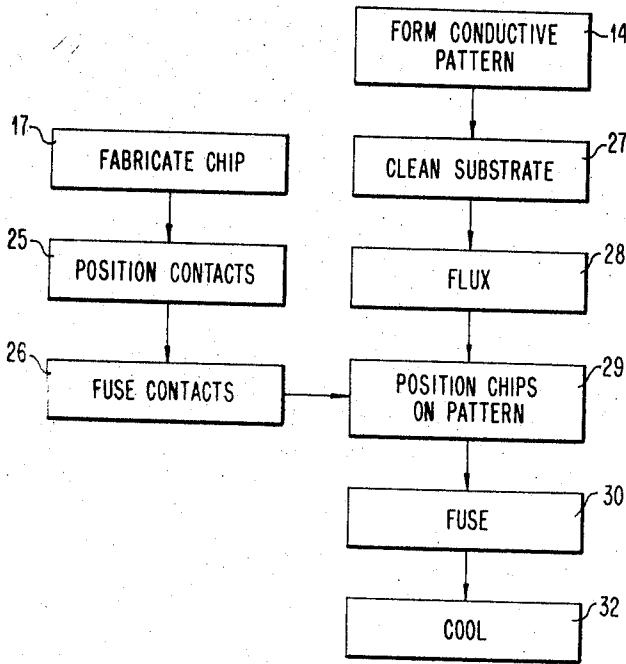 FORM CONDUCTIVE
PATTERN
14
17
FABRICATE CHIP
27
CLEAN SUBSTRATE
25
POSITION CONTACTS
28
FLUX
26
FUSE CONTACTS
29
POSITION CHIPS
ON PATTERN
30
FUSE
32
COOL